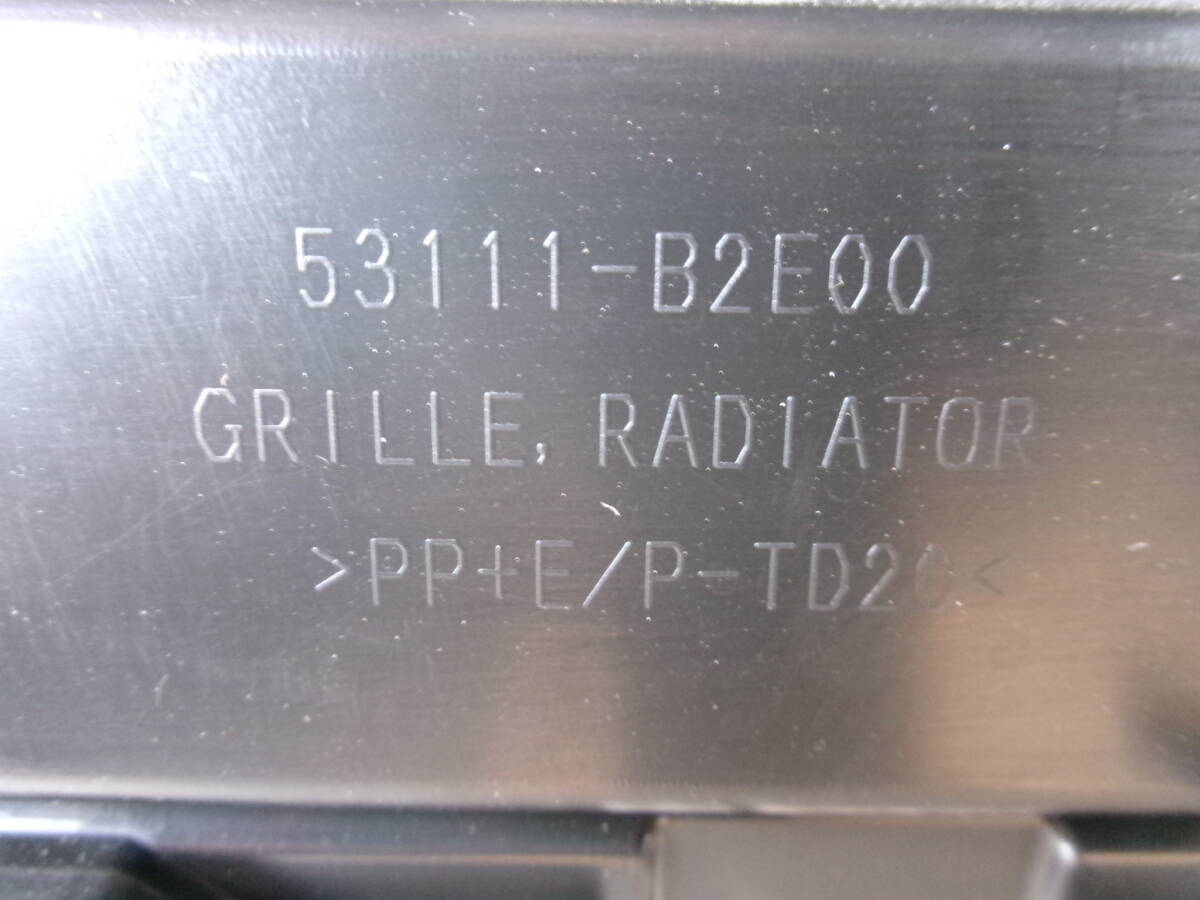 53111-B2E00
GRILLE, RADIATOR
>PP+E/P-TD20<